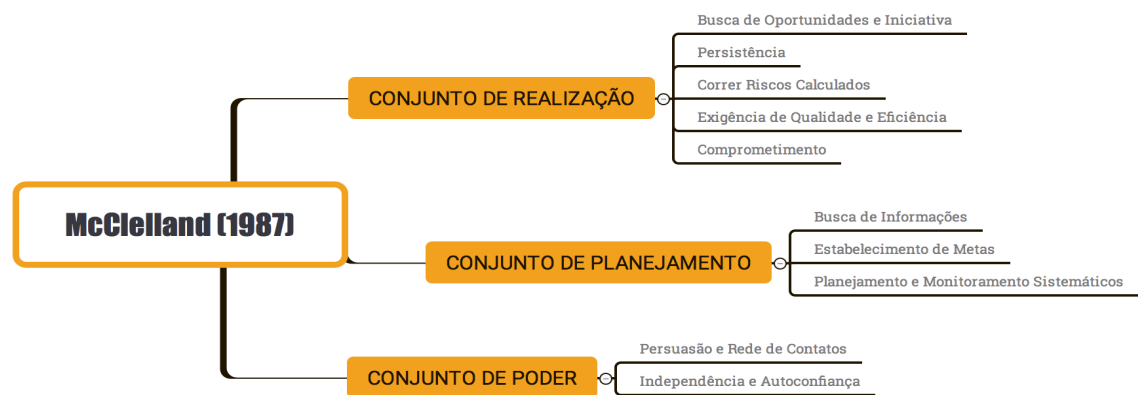 McClelland (1987)
CONJUNTO DE REALIZAÇÃO
Busca de Oportunidades e Iniciativa
Persistência
Correr Riscos Calculados
Exigência de Qualidade e Eficiência
Comprometimento
CONJUNTO DE PLANEJAMENTO
Busca de Informações
Estabelecimento de Metas
Planejamento e Monitoramento Sistemáticos
CONJUNTO DE PODER
Persuasão e Rede de Contatos
Independência e Autoconfiança